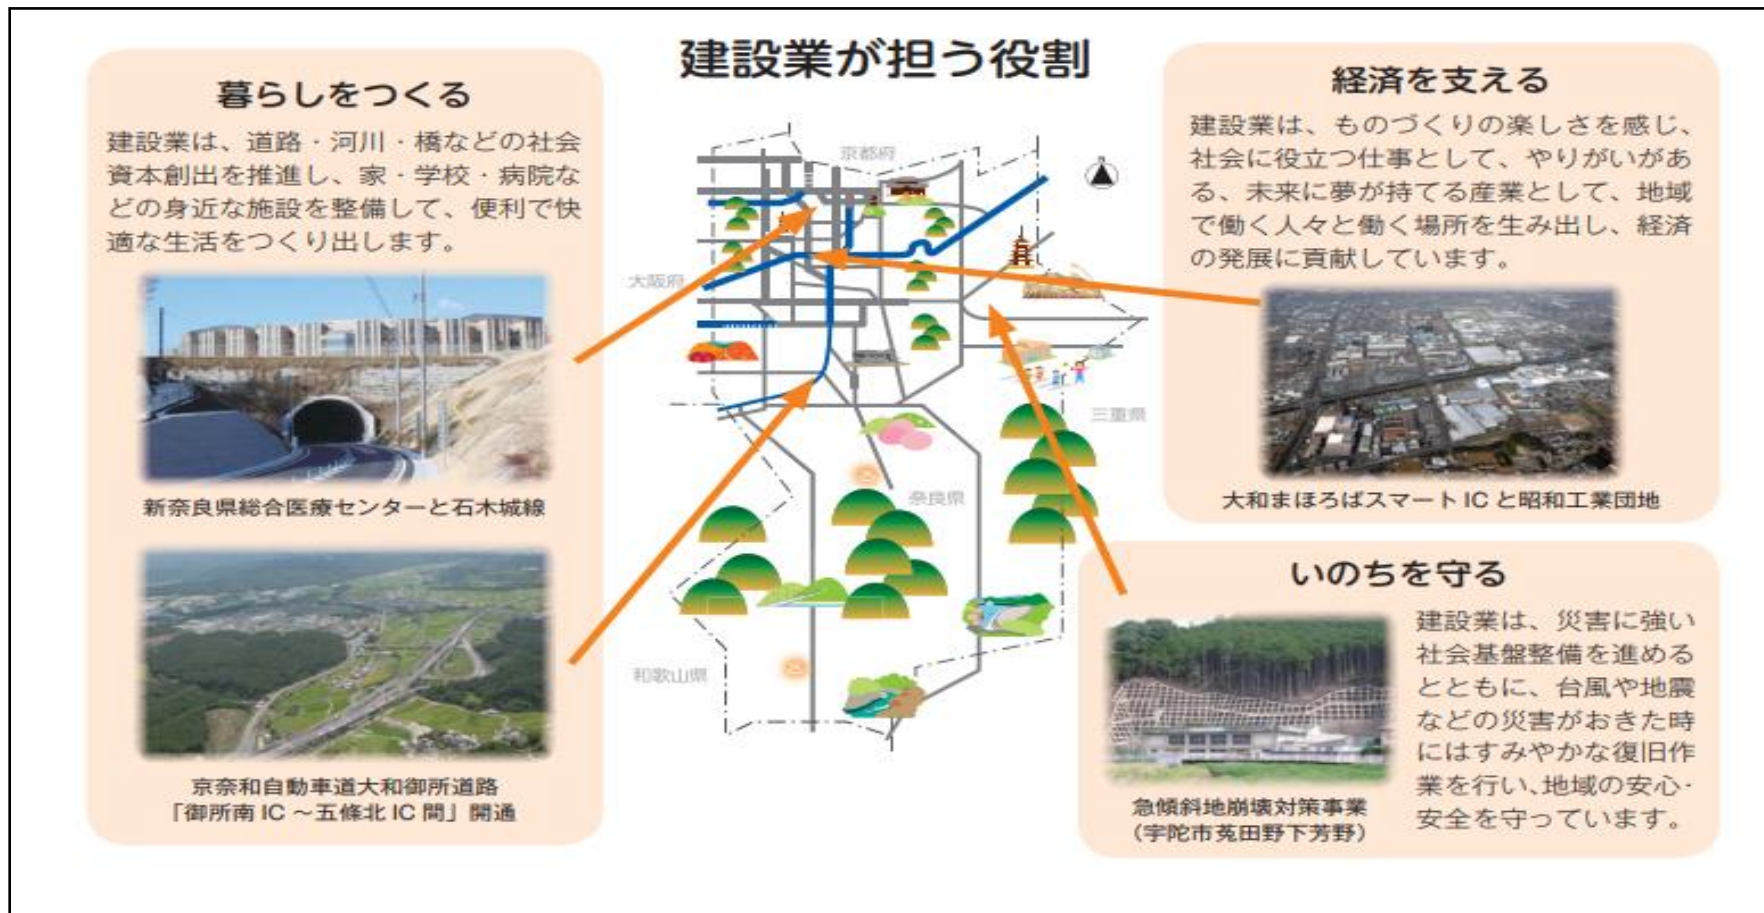 建設業が担う役割
暮らしをつくる
建設業は、道路・河川・橋などの社会
資本創出を推進し、家・学校・病院な
どの身近な施設を整備して、便利で快
適な生活をつくり出します。
新奈良県総合医療センターと石木城線
京奈和自動車道大和御所道路
「御所南 IC ～五條北 IC 間」開通
京都府
大阪府
三重県
奈良県
和歌山県
経済を支える
建設業は、ものづくりの楽しさを感じ、
社会に役立つ仕事として、やりがいがあ
る、未来に夢が持てる産業として、地域
で働く人々と働く場所を生み出し、経済
の発展に貢献しています。
大和まほろばスマート IC と昭和工業団地
いのちを守る
建設業は、災害に強い
社会基盤整備を進める
とともに、台風や地震
などの災害がおきた時
にはすみやかな復旧作
業を行い、地域の安心・
安全を守っています。
急傾斜地崩壊対策事業
（宇陀市菟田野下芳野）